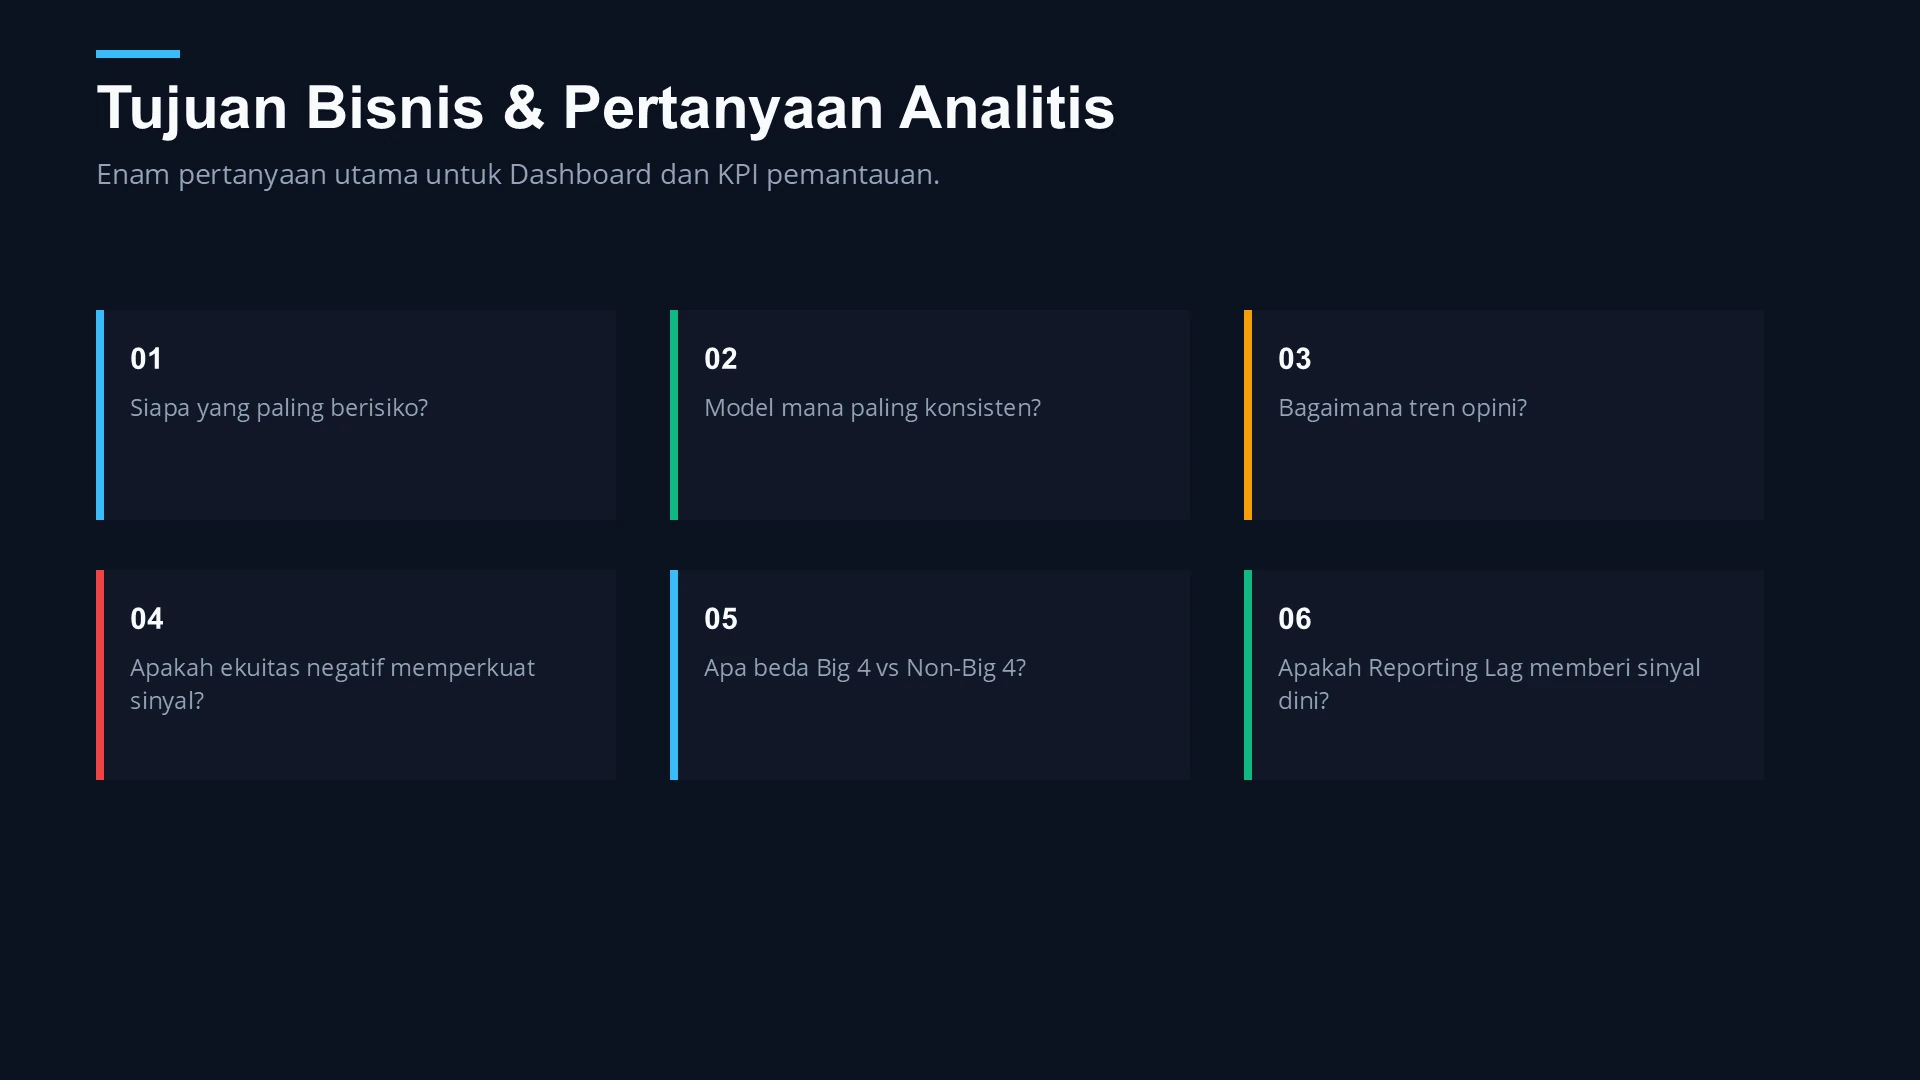 Tujuan Bisnis & Pertanyaan Analitis
Enam pertanyaan utama untuk Dashboard dan KPI pemantauan.
01
Siapa yang paling berisiko?
02
Model mana paling konsisten?
03
Bagaimana tren opini?
04
Apakah ekuitas negatif memperkuat
sinyal?
05
Apa beda Big 4 vs Non-Big 4?
06
Apakah Reporting Lag memberi sinyal
dini?